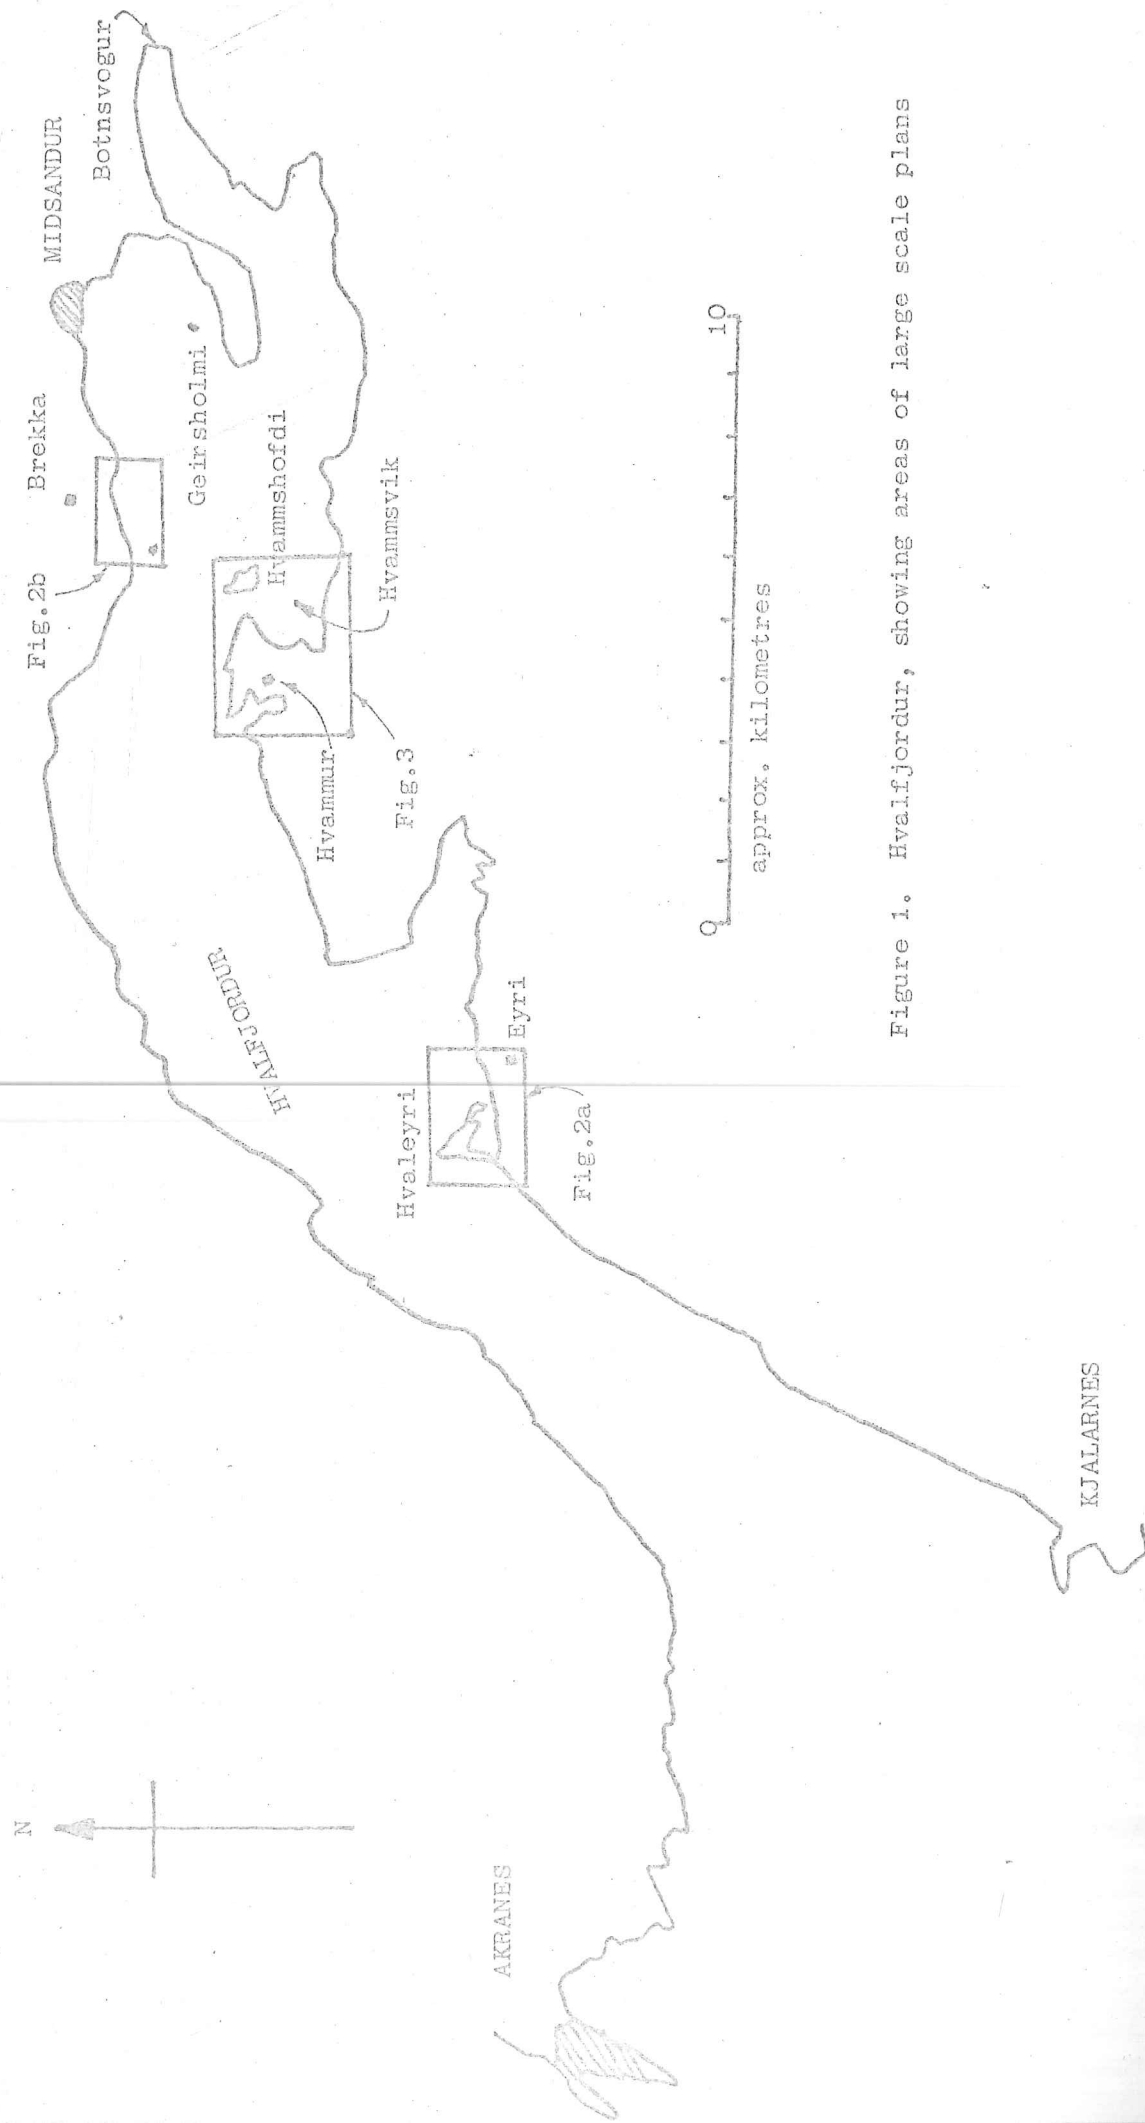 N
AKRANES
KJALARNES
HVALFJORDUR
Hvaleyri
Eyri
Fig.2a
Fig.2b
Brekka
MIDSANDUR
Botnsvogur
Geirsholmi
Hvammshofdi
Hvammsvik
Hvammur
Fig.3
0 10
approx. kilometres
Figure 1. Hvalfjordur, showing areas of large scale plans